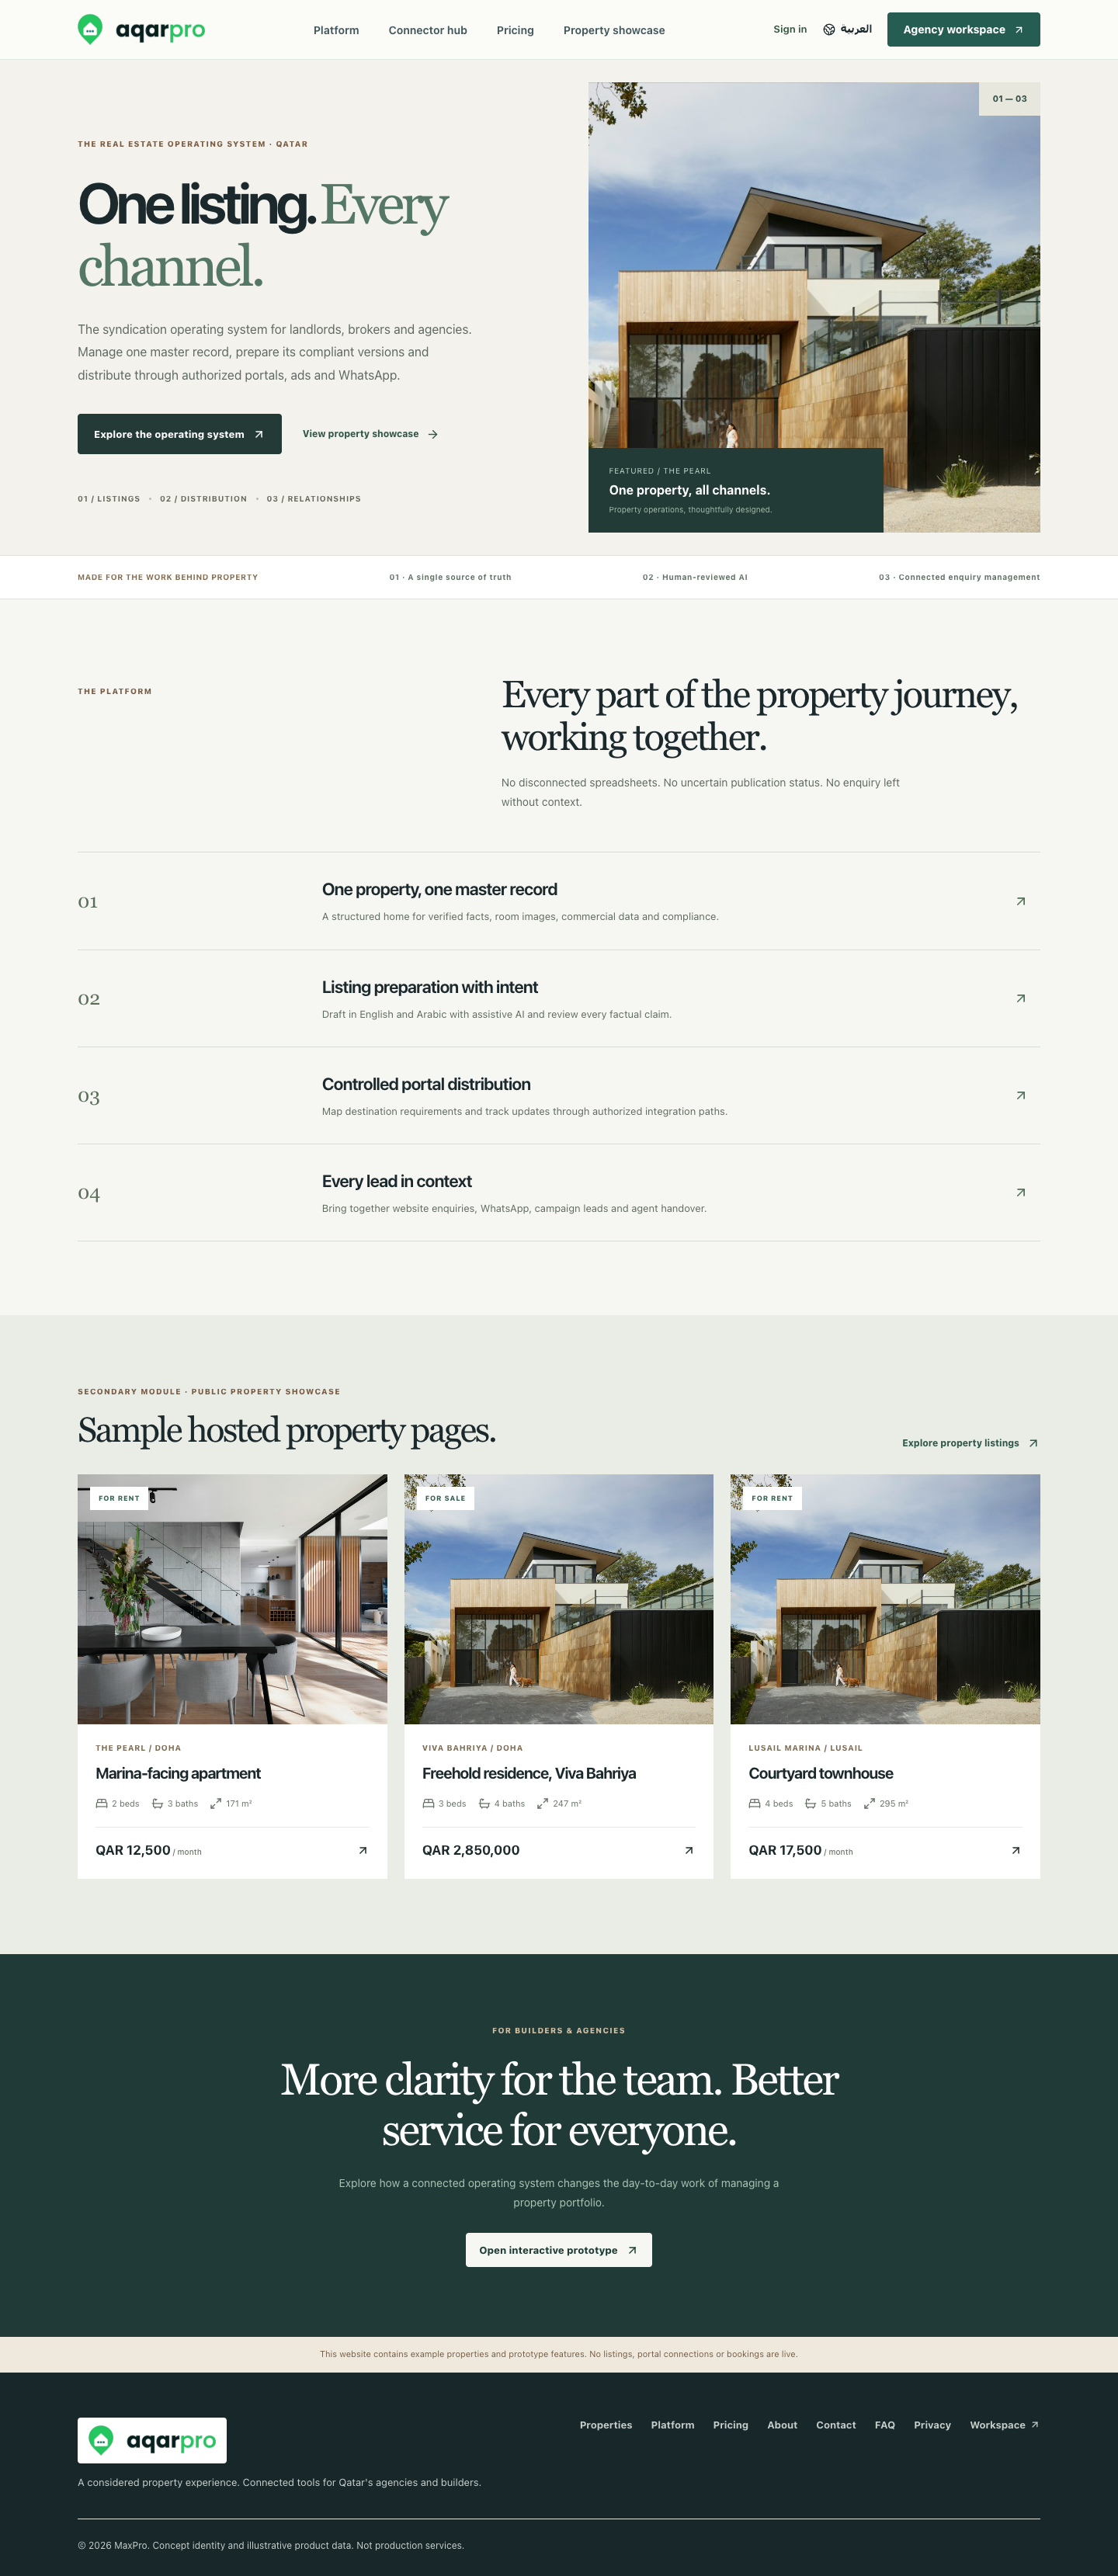 aqarpro
Platform
Connector hub
Pricing
Property showcase
Sign in
العربية
Agency workspace
THE REAL ESTATE OPERATING SYSTEM · QATAR
One listing. Every
channel.
The syndication operating system for landlords, brokers and agencies.
Manage one master record, prepare its compliant versions and
distribute through authorized portals, ads and WhatsApp.
Explore the operating system
View property showcase
01 / LISTINGS • 02 / DISTRIBUTION • 03 / RELATIONSHIPS
01 — 03
FEATURED / THE PEARL
One property, all channels.
Property operations, thoughtfully designed.
MADE FOR THE WORK BEHIND PROPERTY
01 · A single source of truth
02 · Human-reviewed AI
03 · Connected enquiry management
THE PLATFORM
Every part of the property journey,
working together.
No disconnected spreadsheets. No uncertain publication status. No enquiry left
without context.
01
One property, one master record
A structured home for verified facts, room images, commercial data and compliance.
02
Listing preparation with intent
Draft in English and Arabic with assistive AI and review every factual claim.
03
Controlled portal distribution
Map destination requirements and track updates through authorized integration paths.
04
Every lead in context
Bring together website enquiries, WhatsApp, campaign leads and agent handover.
SECONDARY MODULE · PUBLIC PROPERTY SHOWCASE
Sample hosted property pages.
Explore property listings
FOR RENT
THE PEARL / DOHA
Marina-facing apartment
2 beds 3 baths 171 m²
QAR 12,500 / month
FOR SALE
VIVA BAHRIYA / DOHA
Freehold residence, Viva Bahriya
3 beds 4 baths 247 m²
QAR 2,850,000
FOR RENT
LUSAIL MARINA / LUSAIL
Courtyard townhouse
4 beds 5 baths 295 m²
QAR 17,500 / month
FOR BUILDERS & AGENCIES
More clarity for the team. Better
service for everyone.
Explore how a connected operating system changes the day-to-day work of managing a
property portfolio.
Open interactive prototype
This website contains example properties and prototype features. No listings, portal connections or bookings are live.
aqarpro
A considered property experience. Connected tools for Qatar's agencies and builders.
Properties
Platform
Pricing
About
Contact
FAQ
Privacy
Workspace
© 2026 MaxPro. Concept identity and illustrative product data. Not production services.